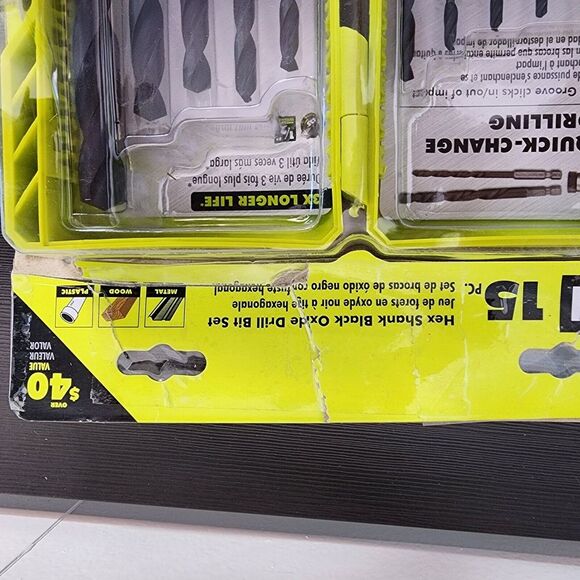 3X LONGER LIFE*
Durée de vie 3 fois plus longue*
Vida útil 3 veces mas larga
QUICK-CHANGE
DRILLING
Groove clicks in/out of impact
15
PC.
Hex Shank Black Oxide Drill Bit Set
Jeu de forets en oxyde noir à tige hexagonale
Set de brocas de óxido negro con fuste hexagonal
METAL
WOOD
PLASTIC
OVER
$40
VALUE
VALEUR
VALOR